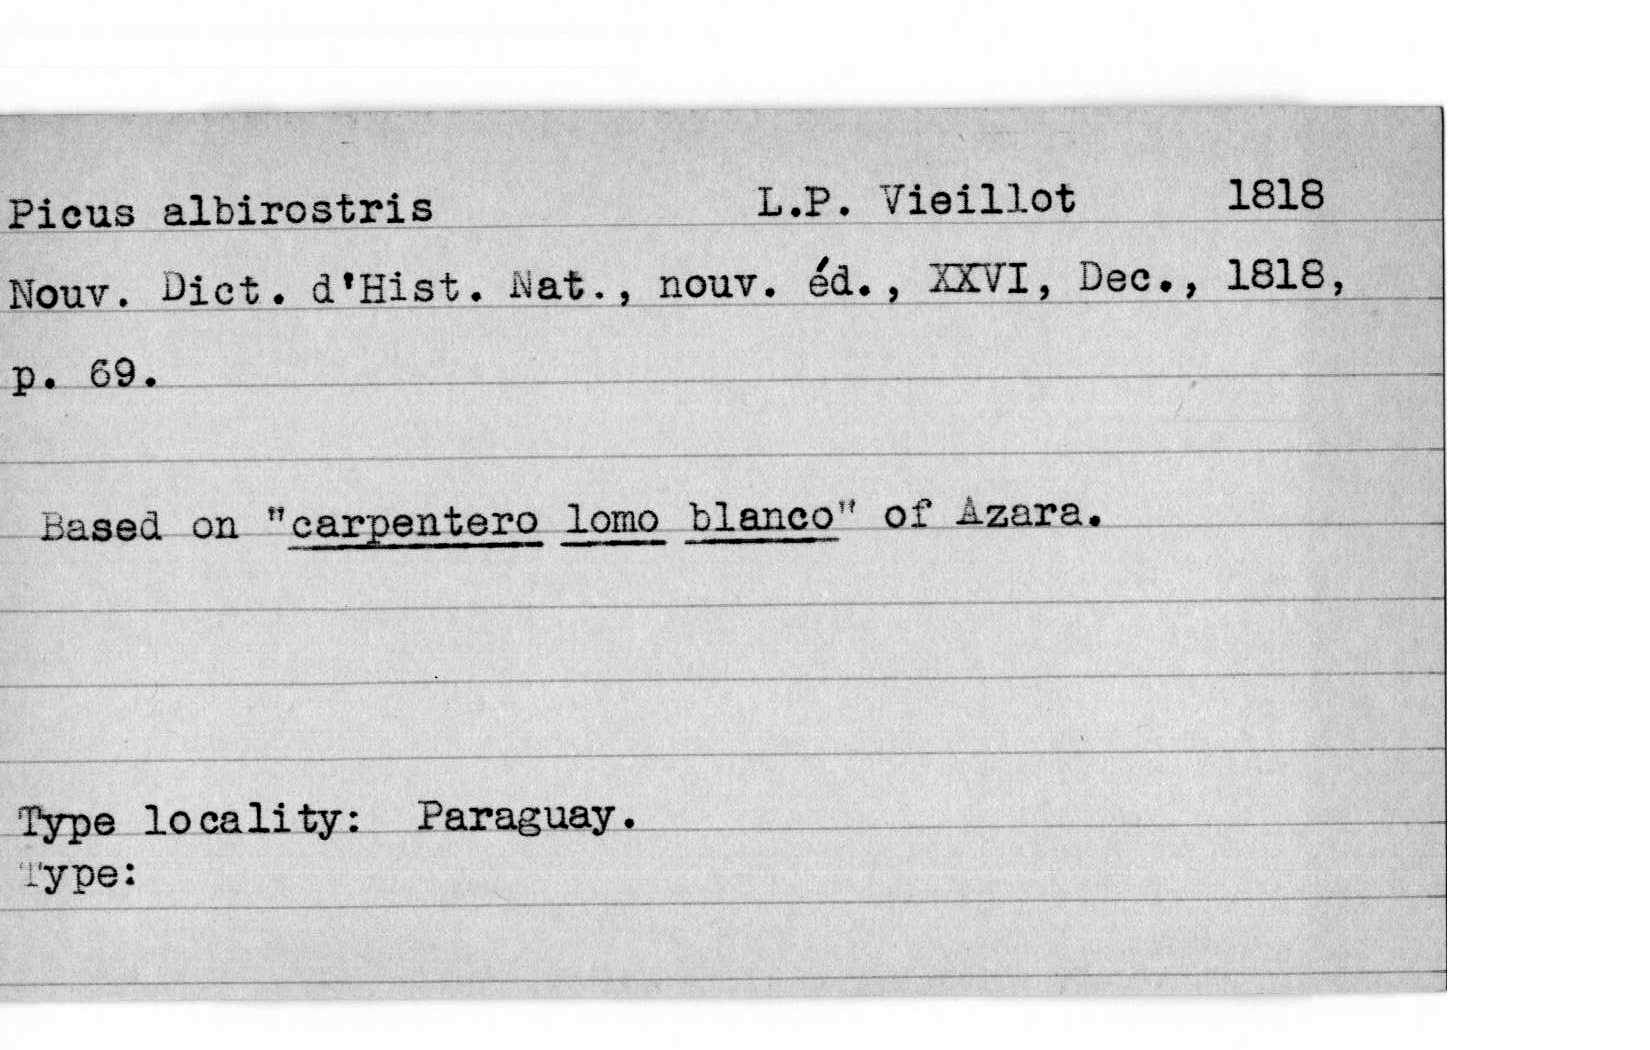 Picus albirostris L.P. Vieillot 1818
Nouv. Dict. d'Hist. Nat., nouv. éd., XXVI, Dec., 1818,
p. 69.
Based on "carpentero lomo blanco" of Azara.
Type locality: Paraguay.
Type: